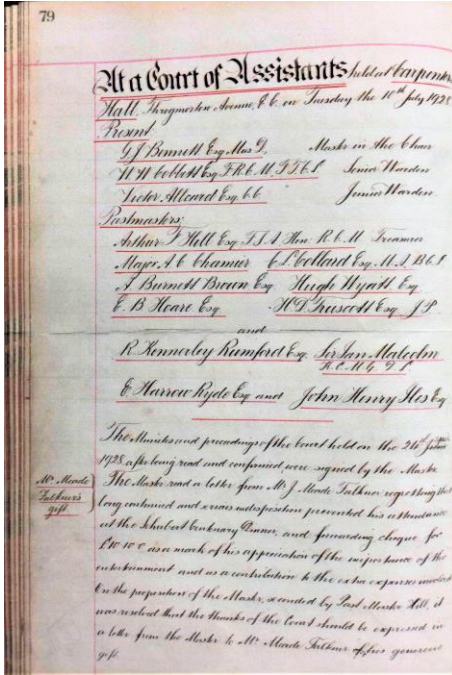 79
At a Court of Assistants held at Carpenters
Hall, Throgmorton Avenue, E.C. on Tuesday the 10th July 1928
Present
G J Bennett Esq Mus D, Master in the Chair
W W Cobbett Esq F.R.C.M. Senior Warden
Victor Allcard Esq Junior Warden
Pastmasters:
Arthur F Hill Esq F.S.A. Hon: R.C.M Treasurer
Major A C Chamier C L Collard Esq. M.A. B.C.L
A Burnett Brown Esq Hugh Wyatt Esq
E. B Hoare Esq H D Truscott Esq J.P.
and
R Kennerley Rumford Esq. Sir Ian Malcolm
K.C.M.G. D.L
E Harrow Ryde Esq and John Henry Iles Esq
The Minutes and proceedings of the Court held on the 26th June
1928 after being read and confirmed, were signed by the Master
Mr. Meade
Falkner's
gift.
The Master read a letter from Mr J Meade Falkner regretting that
long continued and serious indisposition prevented his attendance
at the Schubert Centenary Dinner, and forwarding cheque for
£10 10 0 as a mark of his appreciation of the importance of the
entertainment and as a contribution to the extra expenses involved
On the proposition of the Master, seconded by Past Master Hill, it
was resolved that the thanks of the Court should be expressed in
a letter from the Master to Mr Meade Falkner for his generous
gift.